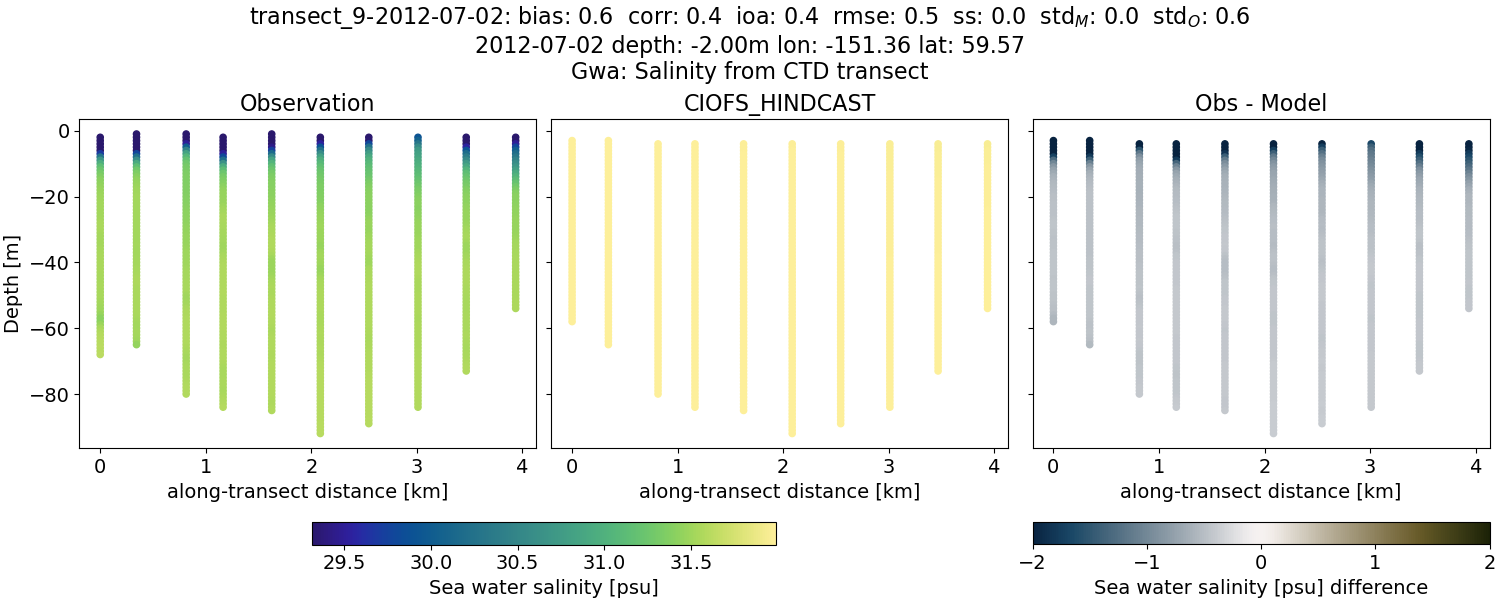 transect_9-2012-07-02: bias: 0.6  corr: 0.4  ioa: 0.4  rmse: 0.5  ss: 0.0  std_M: 0.0  std_O: 0.6
2012-07-02 depth: -2.00m lon: -151.36 lat: 59.57
Gwa: Salinity from CTD transect
Observation
CIOFS_HINDCAST
Obs - Model
Depth [m]
0
−20
−40
−60
−80
0 1 2 3 4
0 1 2 3 4
0 1 2 3 4
along-transect distance [km]
along-transect distance [km]
along-transect distance [km]
29.5 30.0 30.5 31.0 31.5
Sea water salinity [psu]
−2 −1 0 1 2
Sea water salinity [psu] difference